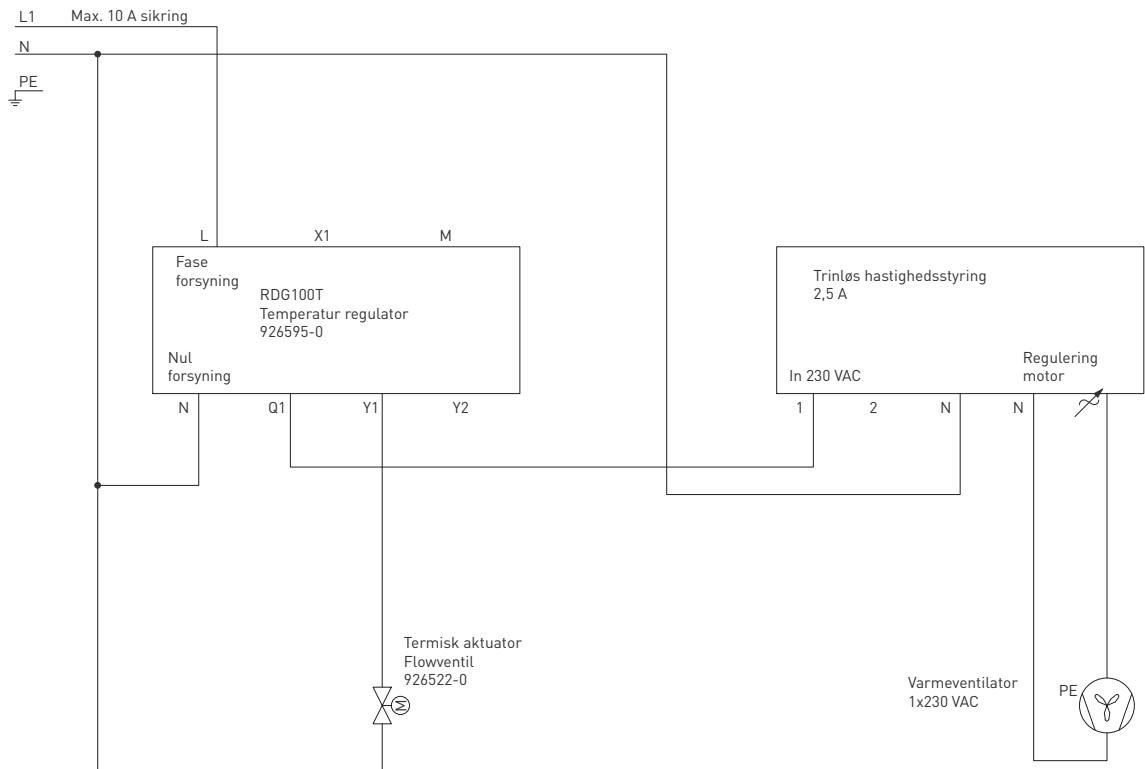 L1 Max. 10 A sikring
N
PE
L X1 M
Fase
forsyning
RDG100T
Temperatur regulator
926595-0
Nul
forsyning
N Q1 Y1 Y2
Trinløs hastighedsstyring
2,5 A
In 230 VAC
Regulering
motor
1 2 N N
Termisk aktuator
Flowventil
926522-0
M
Varmeventilator
1x230 VAC
PE